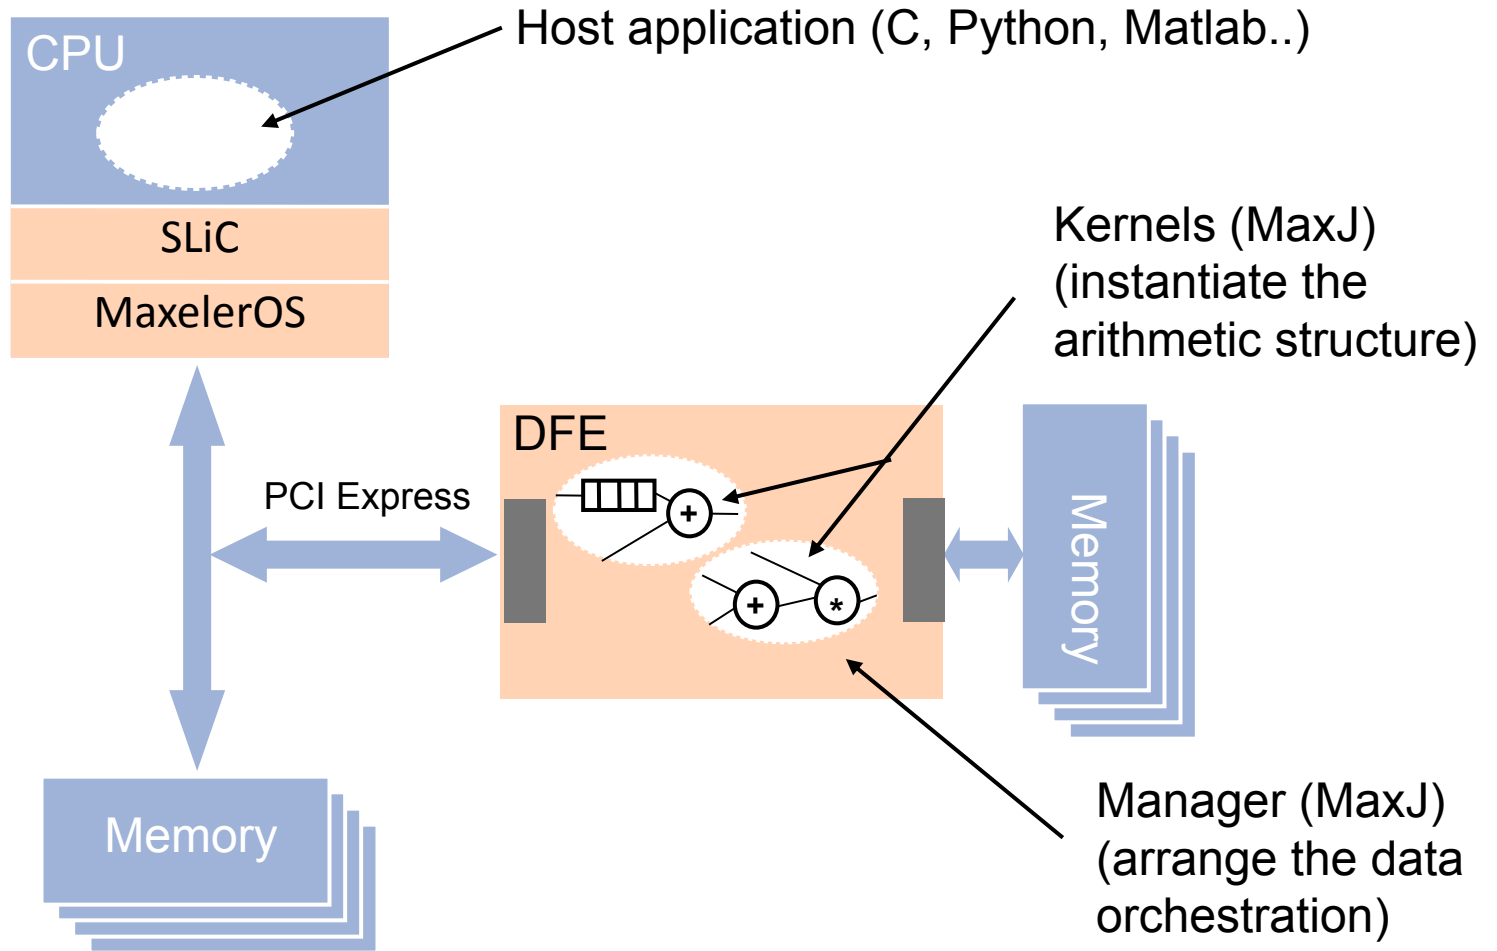 Host application (C, Python, Matlab..)
CPU
SLiC
MaxelerOS
Kernels (MaxJ)
(instantiate the
arithmetic structure)
DFE
PCI Express
+
+
*
Memory
Memory
Manager (MaxJ)
(arrange the data
orchestration)